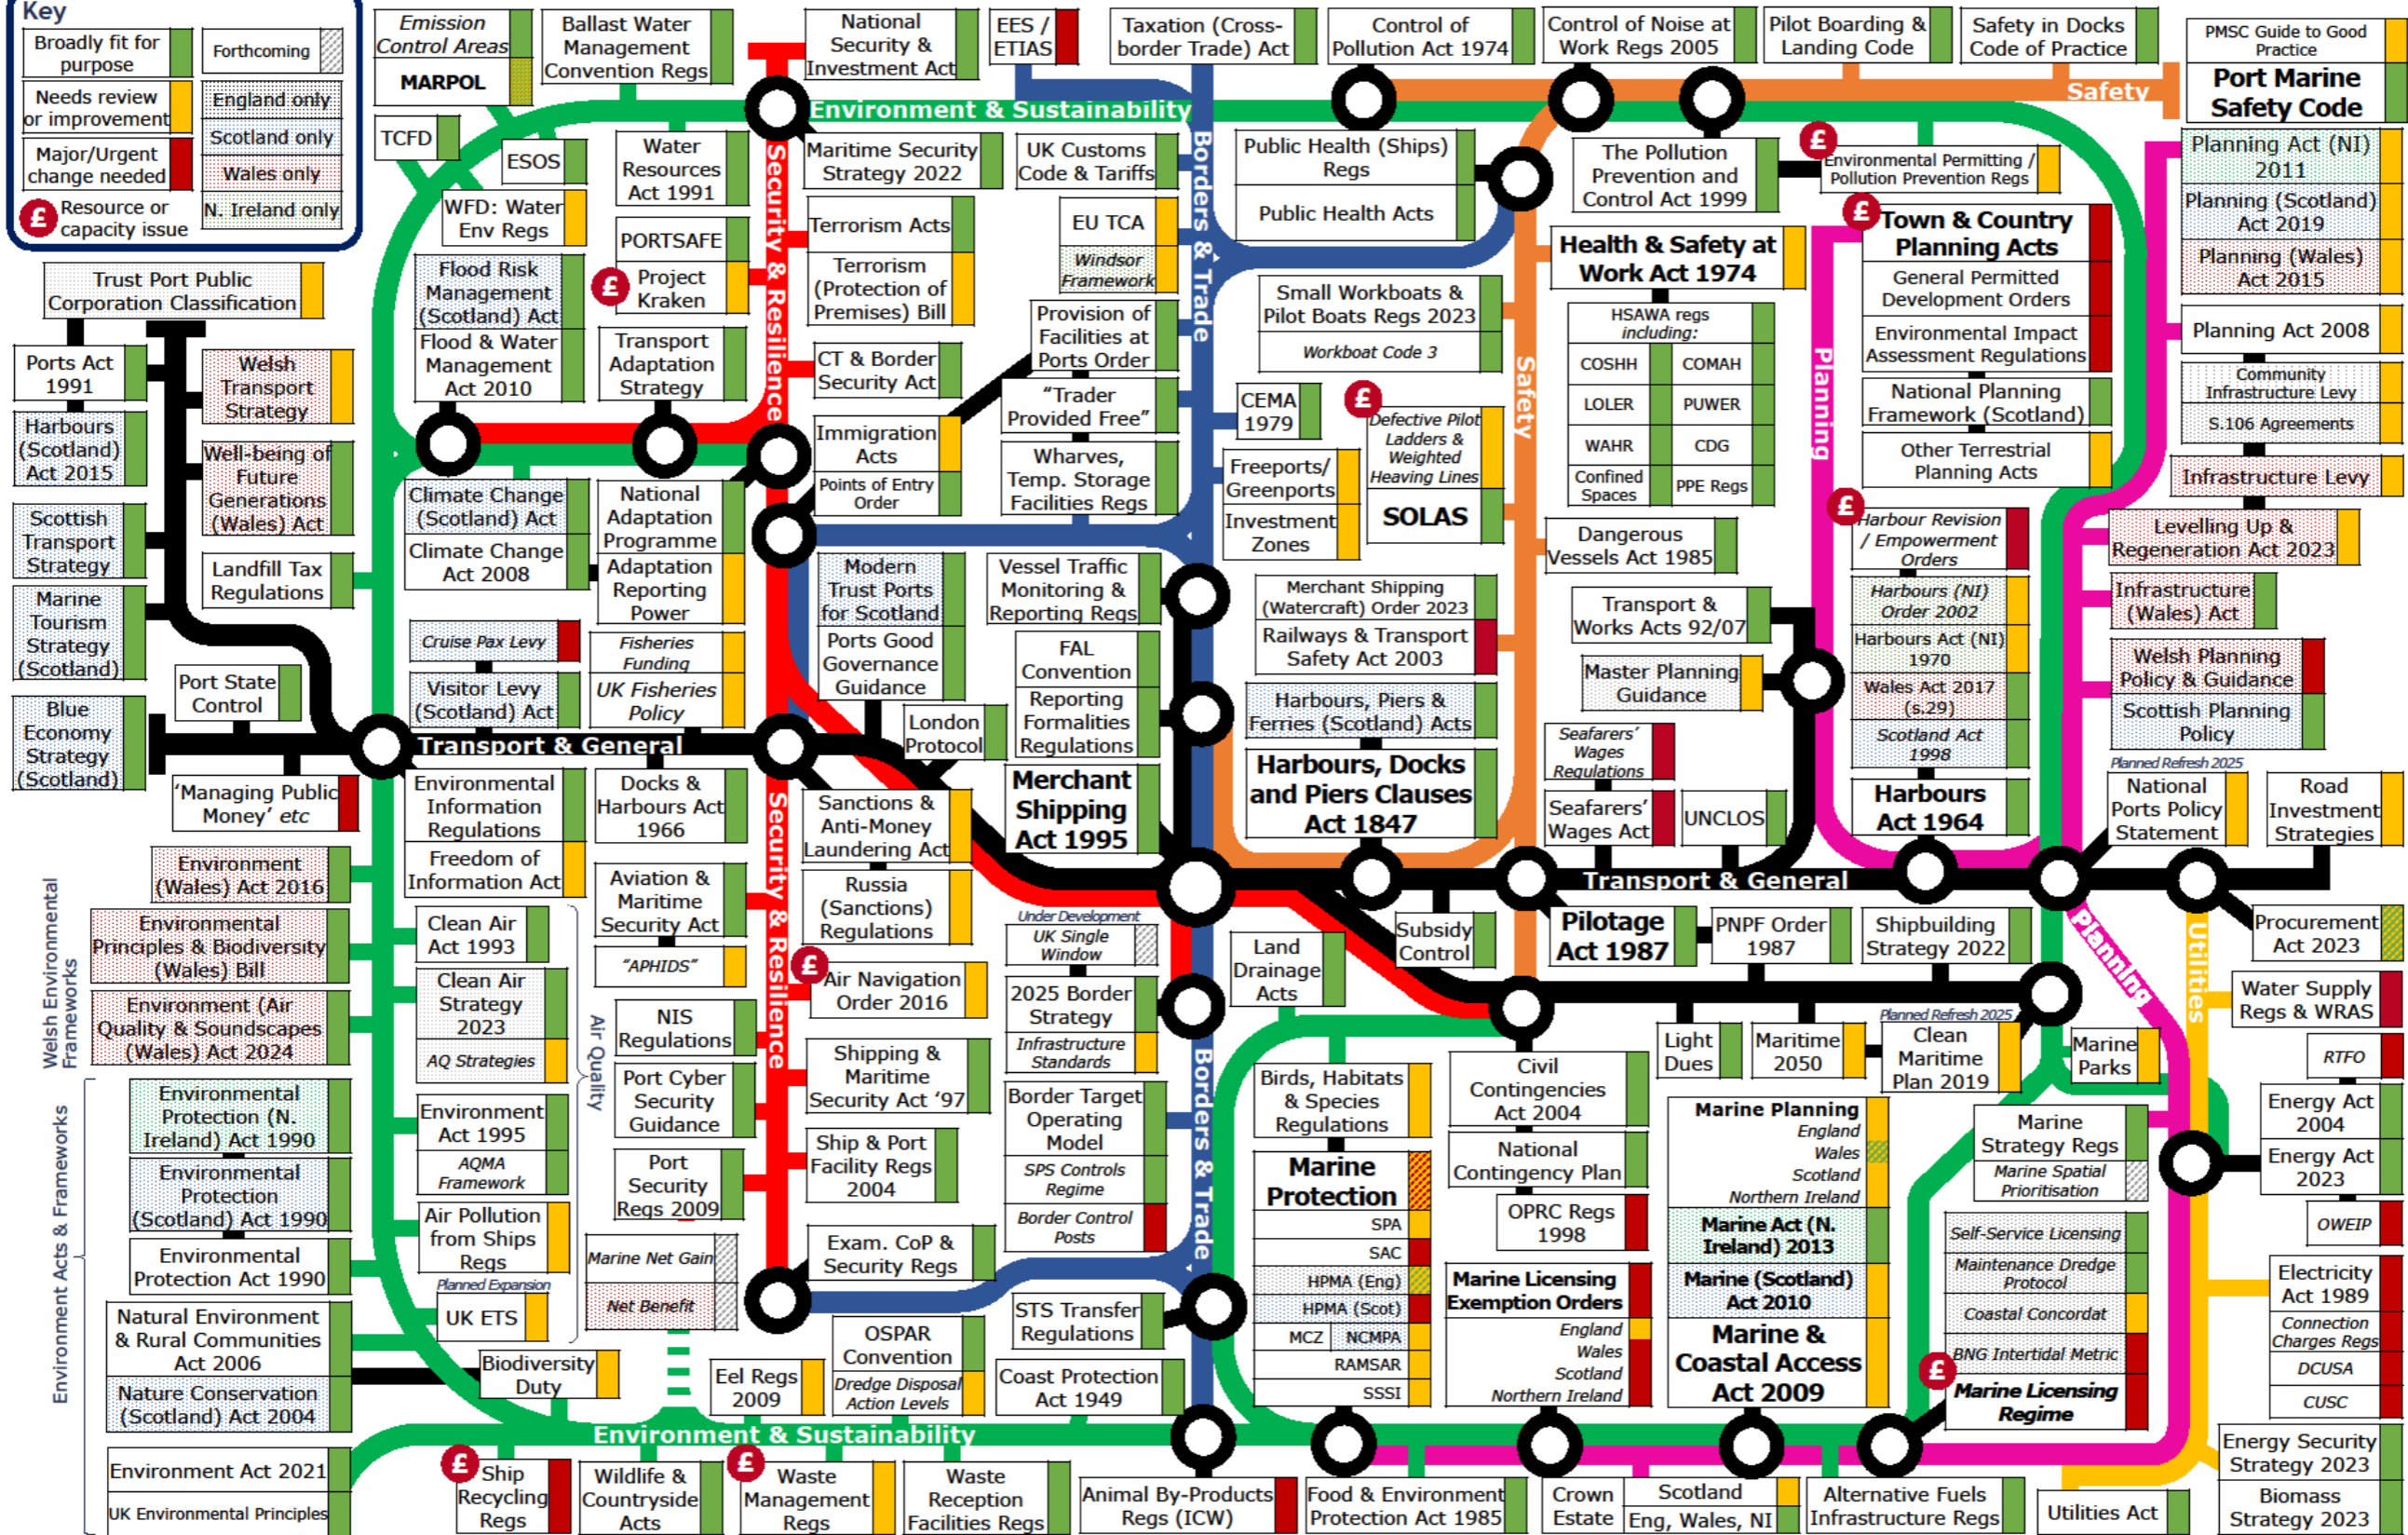 Key
Broadly fit for
purpose
Forthcoming
Needs review
or improvement
England only
Scotland only
Major/Urgent
change needed
Wales only
£ Resource or
capacity issue
N. Ireland only
Emission
Control Areas
MARPOL
Ballast Water
Management
Convention Regs
National
Security &
Investment Act
EES /
ETIAS
Taxation (Cross-
border Trade) Act
Control of
Pollution Act 1974
Control of Noise at
Work Regs 2005
Pilot Boarding &
Landing Code
Safety in Docks
Code of Practice
PMSC Guide to Good
Practice
Port Marine
Safety Code
Environment & Sustainability
Safety
TCFD
ESOS
Water
Resources
Act 1991
Maritime Security
Strategy 2022
UK Customs
Code & Tariffs
Borders & Trade
Public Health (Ships)
Regs
Public Health Acts
The Pollution
Prevention and
Control Act 1999
£
Environmental Permitting /
Pollution Prevention Regs
Planning Act (NI)
2011
Planning (Scotland)
Act 2019
Planning (Wales)
Act 2015
WFD: Water
Env Regs
PORTSAFE
£
Project
Kraken
Security & Resilience
Terrorism Acts
Terrorism
(Protection of
Premises) Bill
EU TCA
Windsor
Framework
Health & Safety at
Work Act 1974
£
Town & Country
Planning Acts
General Permitted
Development Orders
Environmental Impact
Assessment Regulations
Trust Port Public
Corporation Classification
Flood Risk
Management
(Scotland) Act
Flood & Water
Management
Act 2010
Transport
Adaptation
Strategy
CT & Border
Security Act
Provision of
Facilities at
Ports Order
Small Workboats &
Pilot Boats Regs 2023
Workboat Code 3
Safety
HSAWA regs
including:
COSHH
COMAH
LOLER
PUWER
WAHR
CDG
Confined
Spaces
PPE Regs
Planning
National Planning
Framework (Scotland)
Other Terrestrial
Planning Acts
Planning Act 2008
Community
Infrastructure Levy
S.106 Agreements
Infrastructure Levy
Ports Act
1991
Harbours
(Scotland)
Act 2015
Welsh
Transport
Strategy
Well-being of
Future
Generations
(Wales) Act
Immigration
Acts
Points of Entry
Order
"Trader
Provided Free"
Wharves,
Temp. Storage
Facilities Regs
CEMA
1979
Freeports/
Greenports
Investment
Zones
£
Defective Pilot
Ladders &
Weighted
Heaving Lines
SOLAS
Scottish
Transport
Strategy
Marine
Tourism
Strategy
(Scotland)
Blue
Economy
Strategy
(Scotland)
Landfill Tax
Regulations
Climate Change
(Scotland) Act
Climate Change
Act 2008
National
Adaptation
Programme
Adaptation
Reporting
Power
Modern
Trust Ports
for Scotland
Ports Good
Governance
Guidance
Vessel Traffic
Monitoring &
Reporting Regs
FAL
Convention
Reporting
Formalities
Regulations
Dangerous
Vessels Act 1985
£
Harbour Revision
/ Empowerment
Orders
Harbours (NI)
Order 2002
Harbours Act (NI)
1970
Wales Act 2017
(s.29)
Scotland Act
1998
Harbours
Act 1964
Levelling Up &
Regeneration Act 2023
Infrastructure
(Wales) Act
Welsh Planning
Policy & Guidance
Scottish Planning
Policy
Merchant Shipping
(Watercraft) Order 2023
Railways & Transport
Safety Act 2003
Transport &
Works Acts 92/07
Master Planning
Guidance
Cruise Pax Levy
Visitor Levy
(Scotland) Act
Fisheries
Funding
UK Fisheries
Policy
Port State
Control
London
Protocol
Harbours, Piers &
Ferries (Scotland) Acts
Harbours, Docks
and Piers Clauses
Act 1847
Seafarers'
Wages
Regulations
Seafarers'
Wages Act
UNCLOS
Transport & General
'Managing Public
Money' etc
Environmental
Information
Regulations
Freedom of
Information Act
Docks &
Harbours Act
1966
Security & Resilience
Sanctions &
Anti-Money
Laundering Act
Russia
(Sanctions)
Regulations
Merchant
Shipping
Act 1995
Planned Refresh 2025
National
Ports Policy
Statement
Road
Investment
Strategies
Transport & General
Welsh Environmental
Frameworks
Environment
(Wales) Act 2016
Environmental
Principles & Biodiversity
(Wales) Bill
Environment (Air
Quality & Soundscapes
(Wales) Act 2024
Clean Air
Act 1993
Clean Air
Strategy
2023
AQ Strategies
Air Quality
Aviation &
Maritime
Security Act
"APHIDS"
£
Air Navigation
Order 2016
Under Development
UK Single
Window
2025 Border
Strategy
Infrastructure
Standards
Land
Drainage
Acts
Subsidy
Control
Pilotage
Act 1987
PNPF Order
1987
Shipbuilding
Strategy 2022
Planning
Utilities
Procurement
Act 2023
Water Supply
Regs & WRAS
RTFO
Energy Act
2004
Energy Act
2023
OWEIP
Electricity
Act 1989
Connection
Charges Regs
DCUSA
CUSC
NIS
Regulations
Port Cyber
Security
Guidance
Port
Security
Regs 2009
Shipping &
Maritime
Security Act '97
Ship & Port
Facility Regs
2004
Exam. CoP &
Security Regs
Border Target
Operating
Model
SPS Controls
Regime
Border Control
Posts
Borders & Trade
Birds, Habitats
& Species
Regulations
Marine
Protection
SPA
SAC
HPMA (Eng)
HPMA (Scot)
MCZ NCMPA
RAMSAR
SSSI
Civil
Contingencies
Act 2004
National
Contingency Plan
OPRC Regs
1998
Marine Licensing
Exemption Orders
England
Wales
Scotland
Northern Ireland
Light
Dues
Maritime
2050
Planned Refresh 2025
Clean
Maritime
Plan 2019
Marine
Parks
Marine Planning
England
Wales
Scotland
Northern Ireland
Marine Act (N.
Ireland) 2013
Marine (Scotland)
Act 2010
Marine &
Coastal Access
Act 2009
Marine
Strategy Regs
Marine Spatial
Prioritisation
Self-Service Licensing
Maintenance Dredge
Protocol
Coastal Concordat
BNG Intertidal Metric
£
Marine Licensing
Regime
Environment Acts & Frameworks
Environmental
Protection (N.
Ireland) Act 1990
Environmental
Protection
(Scotland) Act 1990
Environmental
Protection Act 1990
Natural Environment
& Rural Communities
Act 2006
Nature Conservation
(Scotland) Act 2004
Environment Act 2021
UK Environmental Principles
Environment
Act 1995
AQMA
Framework
Air Pollution
from Ships
Regs
Planned Expansion
UK ETS
Biodiversity
Duty
Marine Net Gain
Net Benefit
Eel Regs
2009
OSPAR
Convention
Dredge Disposal
Action Levels
STS Transfer
Regulations
Coast Protection
Act 1949
Environment & Sustainability
£
Ship
Recycling
Regs
Wildlife &
Countryside
Acts
£
Waste
Management
Regs
Waste
Reception
Facilities Regs
Animal By-Products
Regs (ICW)
Food & Environment
Protection Act 1985
Crown
Estate
Scotland
Eng, Wales, NI
Alternative Fuels
Infrastructure Regs
Utilities Act
Energy Security
Strategy 2023
Biomass
Strategy 2023